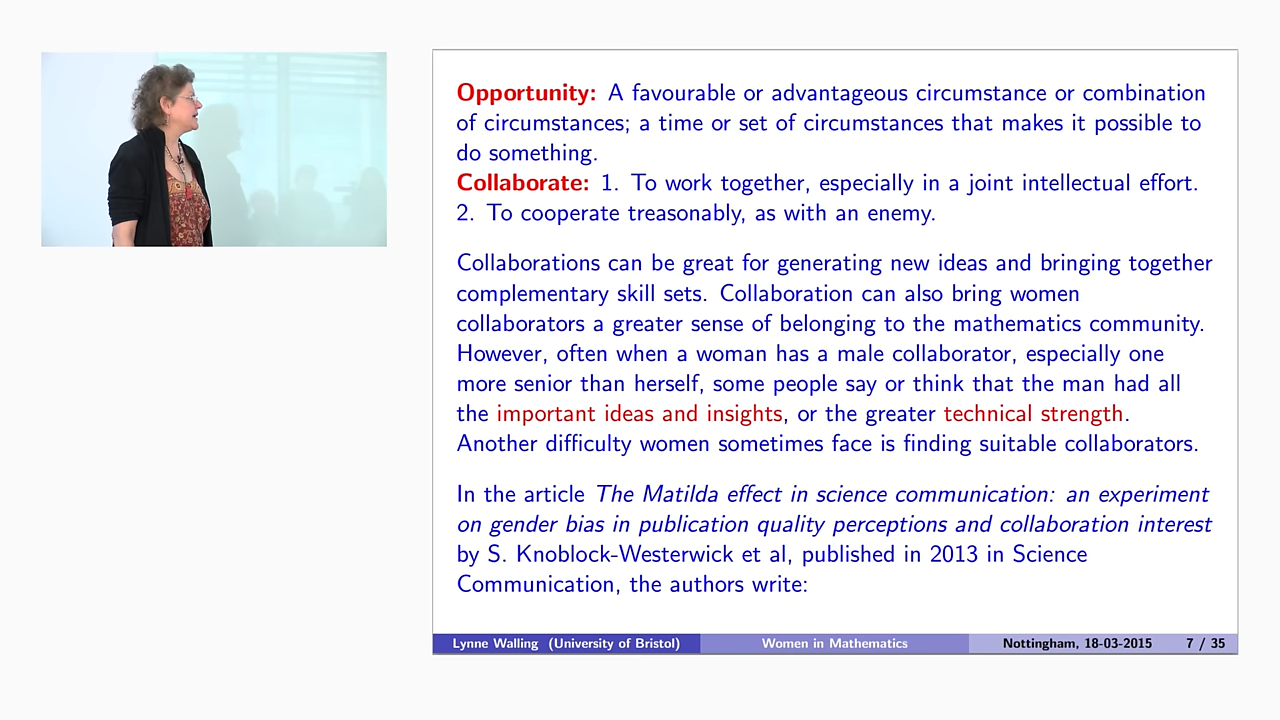 Opportunity: A favourable or advantageous circumstance or combination
of circumstances; a time or set of circumstances that makes it possible to
do something.
Collaborate: 1. To work together, especially in a joint intellectual effort.
2. To cooperate treasonably, as with an enemy.
Collaborations can be great for generating new ideas and bringing together
complementary skill sets. Collaboration can also bring women
collaborators a greater sense of belonging to the mathematics community.
However, often when a woman has a male collaborator, especially one
more senior than herself, some people say or think that the man had all
the important ideas and insights, or the greater technical strength.
Another difficulty women sometimes face is finding suitable collaborators.
In the article The Matilda effect in science communication: an experiment
on gender bias in publication quality perceptions and collaboration interest
by S. Knoblock-Westerwick et al, published in 2013 in Science
Communication, the authors write:
Lynne Walling (University of Bristol) Women in Mathematics Nottingham, 18-03-2015 7 / 35